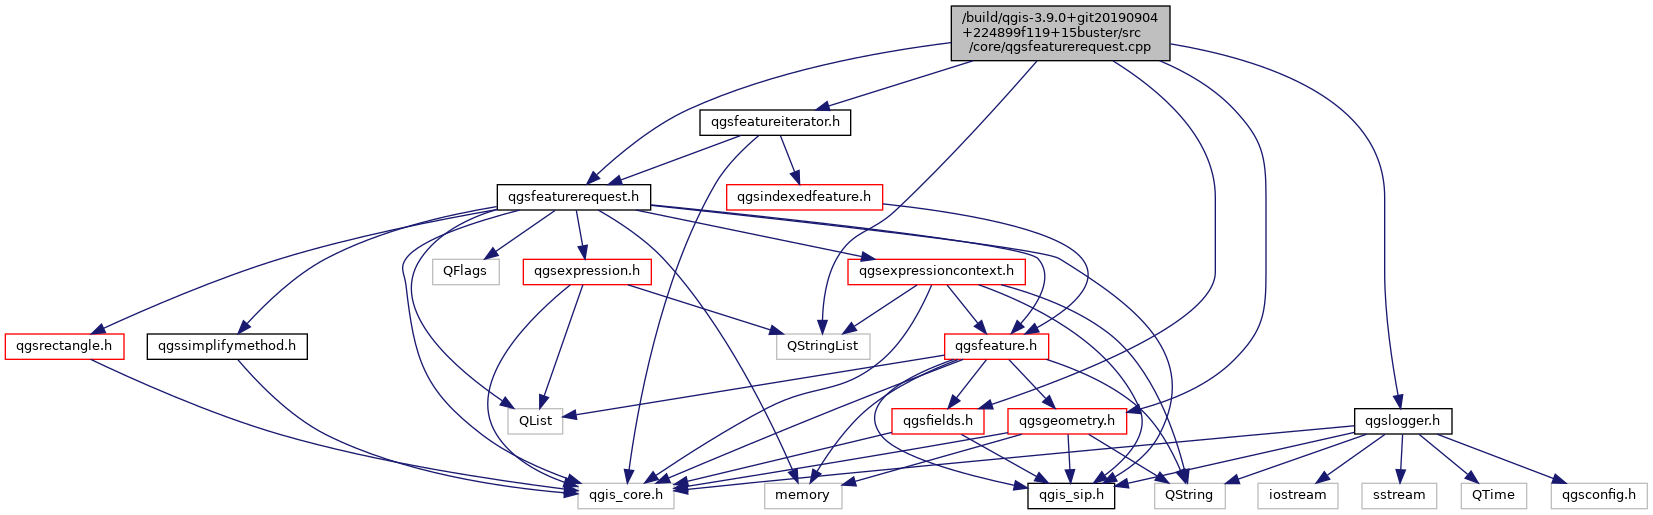 /build/qgis-3.9.0+git20190904
+224899f119+15buster/src
/core/qgsfeaturerequest.cpp
qgsfeatureiterator.h
qgsfeaturerequest.h
qgsindexedfeature.h
QFlags
qgsexpression.h
qgsexpressioncontext.h
qgsrectangle.h
qgssimplifymethod.h
QStringList
qgsfeature.h
QList
qgsfields.h
qgsgeometry.h
qgslogger.h
qgis_core.h
memory
qgis_sip.h
QString
iostream
sstream
QTime
qgsconfig.h